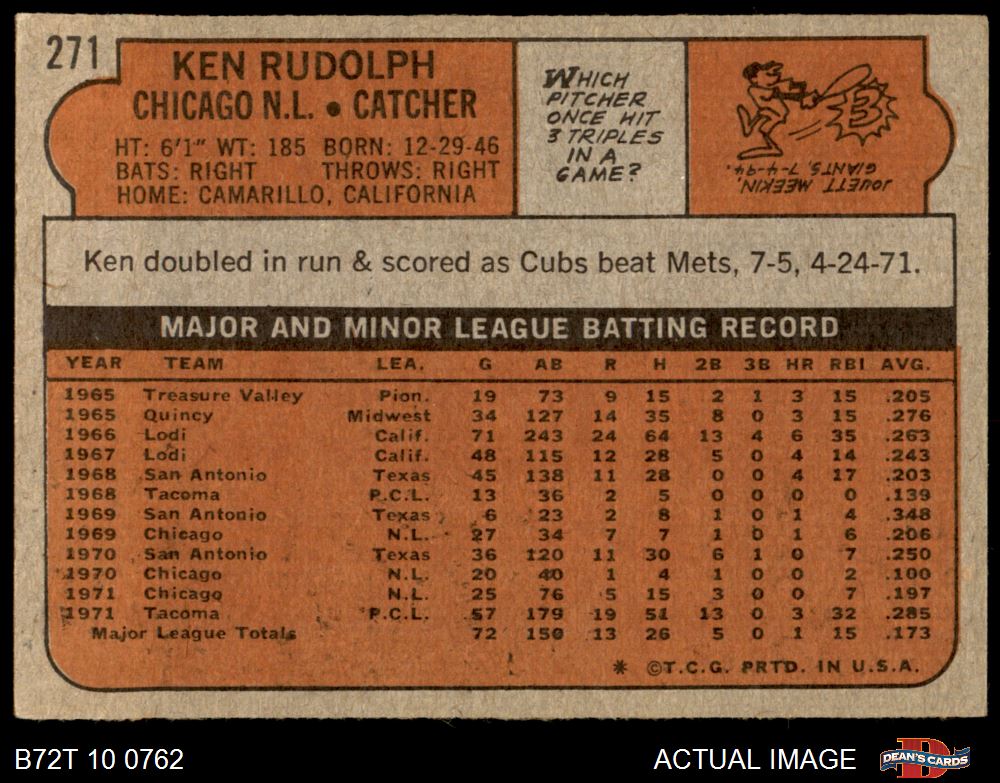 271
KEN RUDOLPH
CHICAGO N.L. • CATCHER
HT: 6'1" WT: 185 BORN: 12-29-46
BATS: RIGHT THROWS: RIGHT
HOME: CAMARILLO, CALIFORNIA
WHICH
PITCHER
ONCE HIT
3 TRIPLES
IN A
GAME?
3
JOUETT MEEKIN,
GIANTS, 7-4-94.
Ken doubled in run & scored as Cubs beat Mets, 7-5, 4-24-71.
MAJOR AND MINOR LEAGUE BATTING RECORD
YEAR TEAM LEA. G AB R H 2B 3B HR RBI AVG.
1965 Treasure Valley Pion. 19 73 9 15 2 1 3 15 .205
1965 Quincy Midwest 34 127 14 35 8 0 3 15 .276
1966 Lodi Calif. 71 243 24 64 13 4 6 35 .263
1967 Lodi Calif. 48 115 12 28 5 0 4 14 .243
1968 San Antonio Texas 45 138 11 28 0 0 4 17 .203
1968 Tacoma P.C.L. 13 36 2 5 0 0 0 0 .139
1969 San Antonio Texas 6 23 2 8 1 0 1 4 .348
1969 Chicago N.L. 27 34 7 7 1 0 1 6 .206
1970 San Antonio Texas 36 120 11 30 6 1 0 7 .250
1970 Chicago N.L. 20 40 1 4 1 0 0 2 .100
1971 Chicago N.L. 25 76 5 15 3 0 0 7 .197
1971 Tacoma P.C.L. 57 179 19 51 13 0 3 32 .285
Major League Totals 72 150 13 26 5 0 1 15 .173
* ©T.C.G. PRTD. IN U.S.A.
B72T 10 0762
ACTUAL IMAGE
D
DEAN'S CARDS